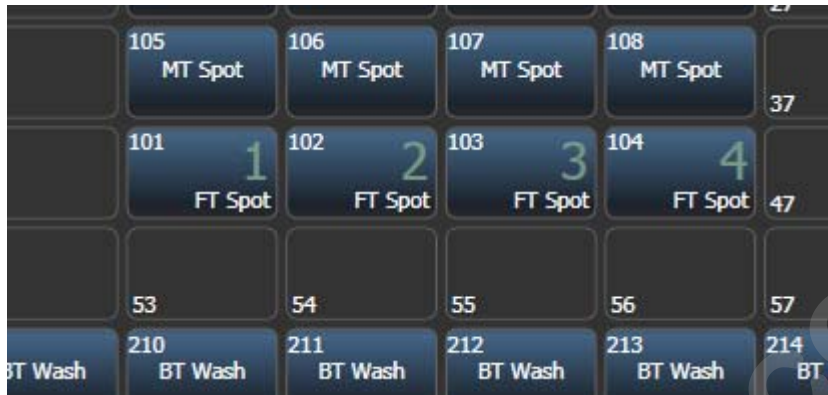 105 106 107 108
MT Spot MT Spot MT Spot MT Spot
37
101 102 103 104
1 2 3 4
FT Spot FT Spot FT Spot FT Spot 47
53 54 55 56 57
210 211 212 213 214
BT Wash BT Wash BT Wash BT Wash BT